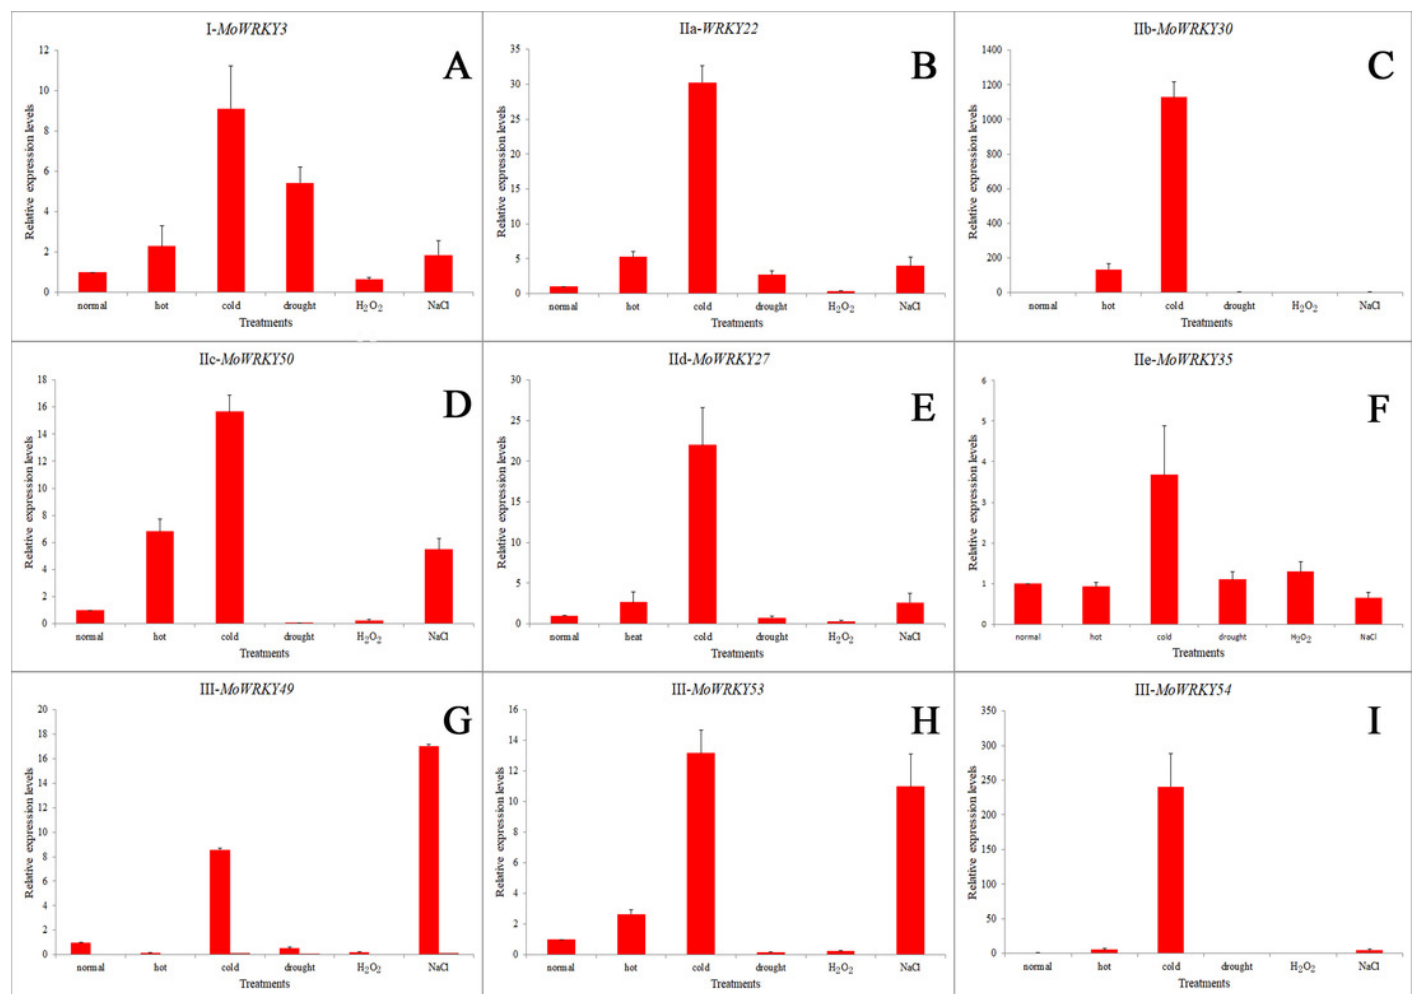 I-MoWRKY3
A
Relative expression levels
12
10
8
6
4
2
0
normal hot cold drought H2O2 NaCl
Treatments
IIa-WRKY22
B
Relative expression levels
35
30
25
20
15
10
5
0
normal hot cold drought H2O2 NaCl
Treatments
IIb-MoWRKY30
C
Relative expression levels
1400
1200
1000
800
600
400
200
0
normal hot cold drought H2O2 NaCl
Treatments
IIc-MoWRKY50
D
Relative expression levels
18
16
14
12
10
8
6
4
2
0
normal hot cold drought H2O2 NaCl
Treatments
IId-MoWRKY27
E
Relative expression levels
30
25
20
15
10
5
0
normal heat cold drought H2O2 NaCl
Treatments
IIe-MoWRKY35
F
Relative expression levels
6
5
4
3
2
1
0
normal hot cold drought H2O2 NaCl
Treatments
III-MoWRKY49
G
Relative expression levels
20
18
16
14
12
10
8
6
4
2
0
normal hot cold drought H2O2 NaCl
Treatments
III-MoWRKY53
H
Relative expression levels
16
14
12
10
8
6
4
2
0
normal hot cold drought H2O2 NaCl
Treatments
III-MoWRKY54
I
Relative expression levels
350
300
250
200
150
100
50
0
normal hot cold drought H2O2 NaCl
Treatments